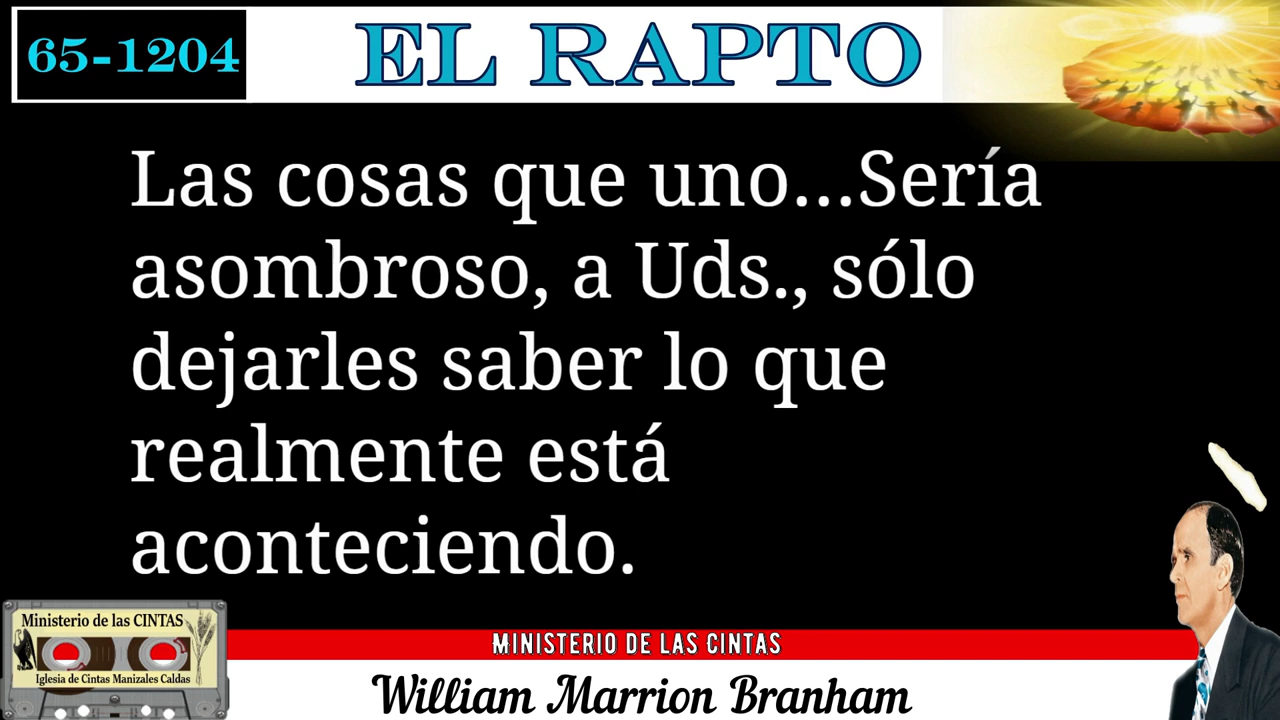 65-1204
EL RAPTO
Las cosas que uno...Sería
asombroso, a Uds., sólo
dejarles saber lo que
realmente está
aconteciendo.
Ministerio de las CINTAS
Iglesia de Cintas Manizales Caldas
MINISTERIO DE LAS CINTAS
William Marrion Branham